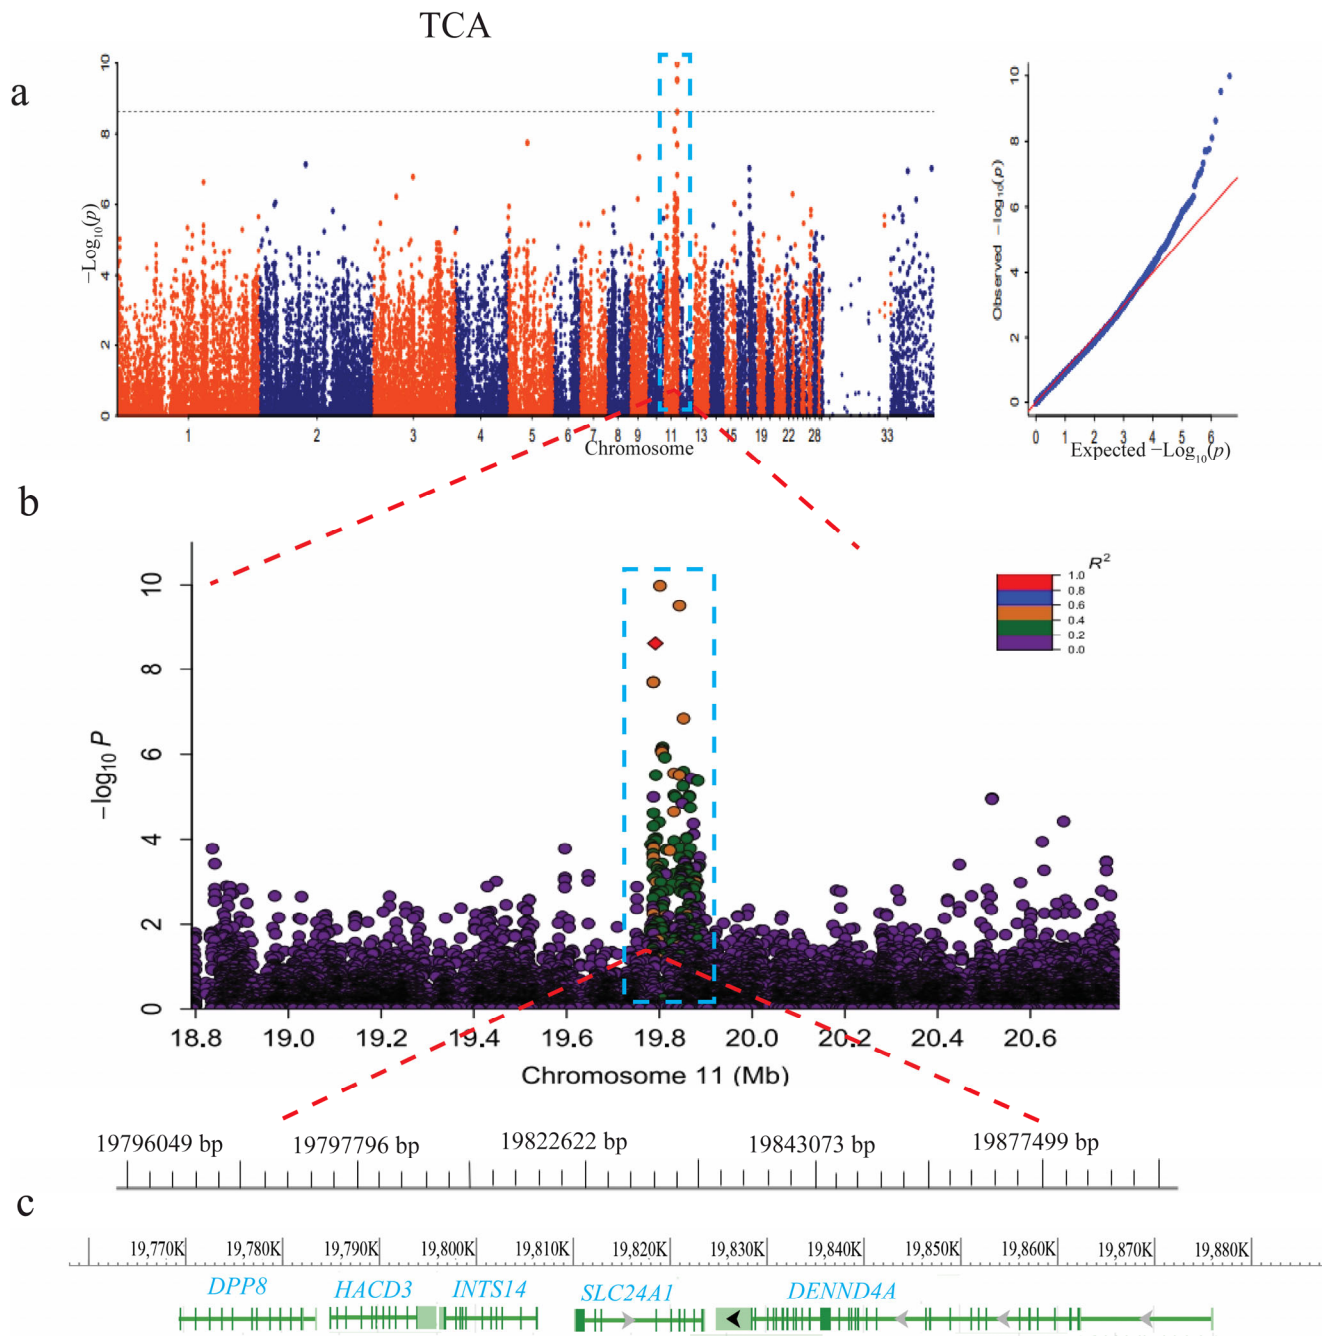 TCA
a
10
8
6
4
2
0
−Log10(p)
1 2 3 4 5 6 7 8 9 11 13 15 19 22 28 33
Chromosome
10
8
6
4
2
0
Observed −log10(p)
0 1 2 3 4 5 6
Expected −Log10(p)
b
10
8
6
4
2
0
−log10 P
R2
1.0
0.8
0.6
0.4
0.2
0.0
18.8 19.0 19.2 19.4 19.6 19.8 20.0 20.2 20.4 20.6
Chromosome 11 (Mb)
19796049 bp 19797796 bp 19822622 bp 19843073 bp 19877499 bp
c
19,770K 19,780K 19,790K 19,800K 19,810K 19,820K 19,830K 19,840K 19,850K 19,860K 19,870K 19,880K
DPP8 HACD3 INTS14 SLC24A1 DENND4A